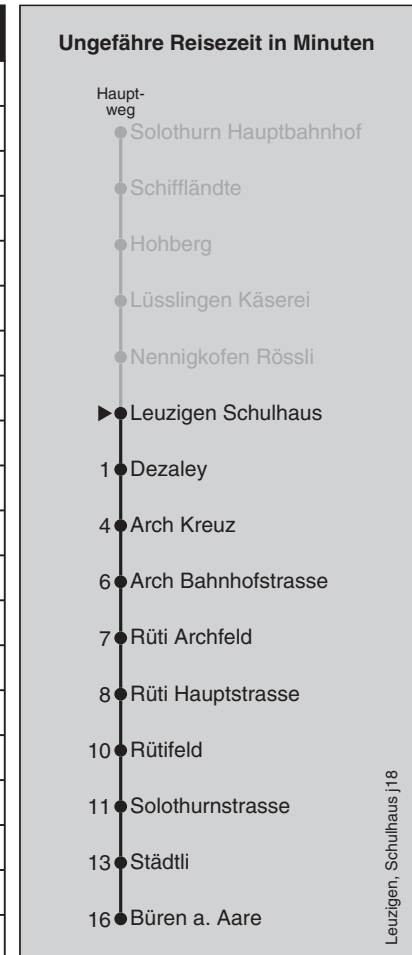 Ungefähre Reisezeit in Minuten
Haupt-
weg
Solothurn Hauptbahnhof
Schiffländte
Hohberg
Lüsslingen Käserei
Nennigkofen Rössli
Leuzigen Schulhaus
1 Dezaley
4 Arch Kreuz
6 Arch Bahnhofstrasse
7 Rüti Archfeld
8 Rüti Hauptstrasse
10 Rütifeld
11 Solothurnstrasse
13 Städtli
16 Büren a. Aare
Leuzigen, Schulhaus j18